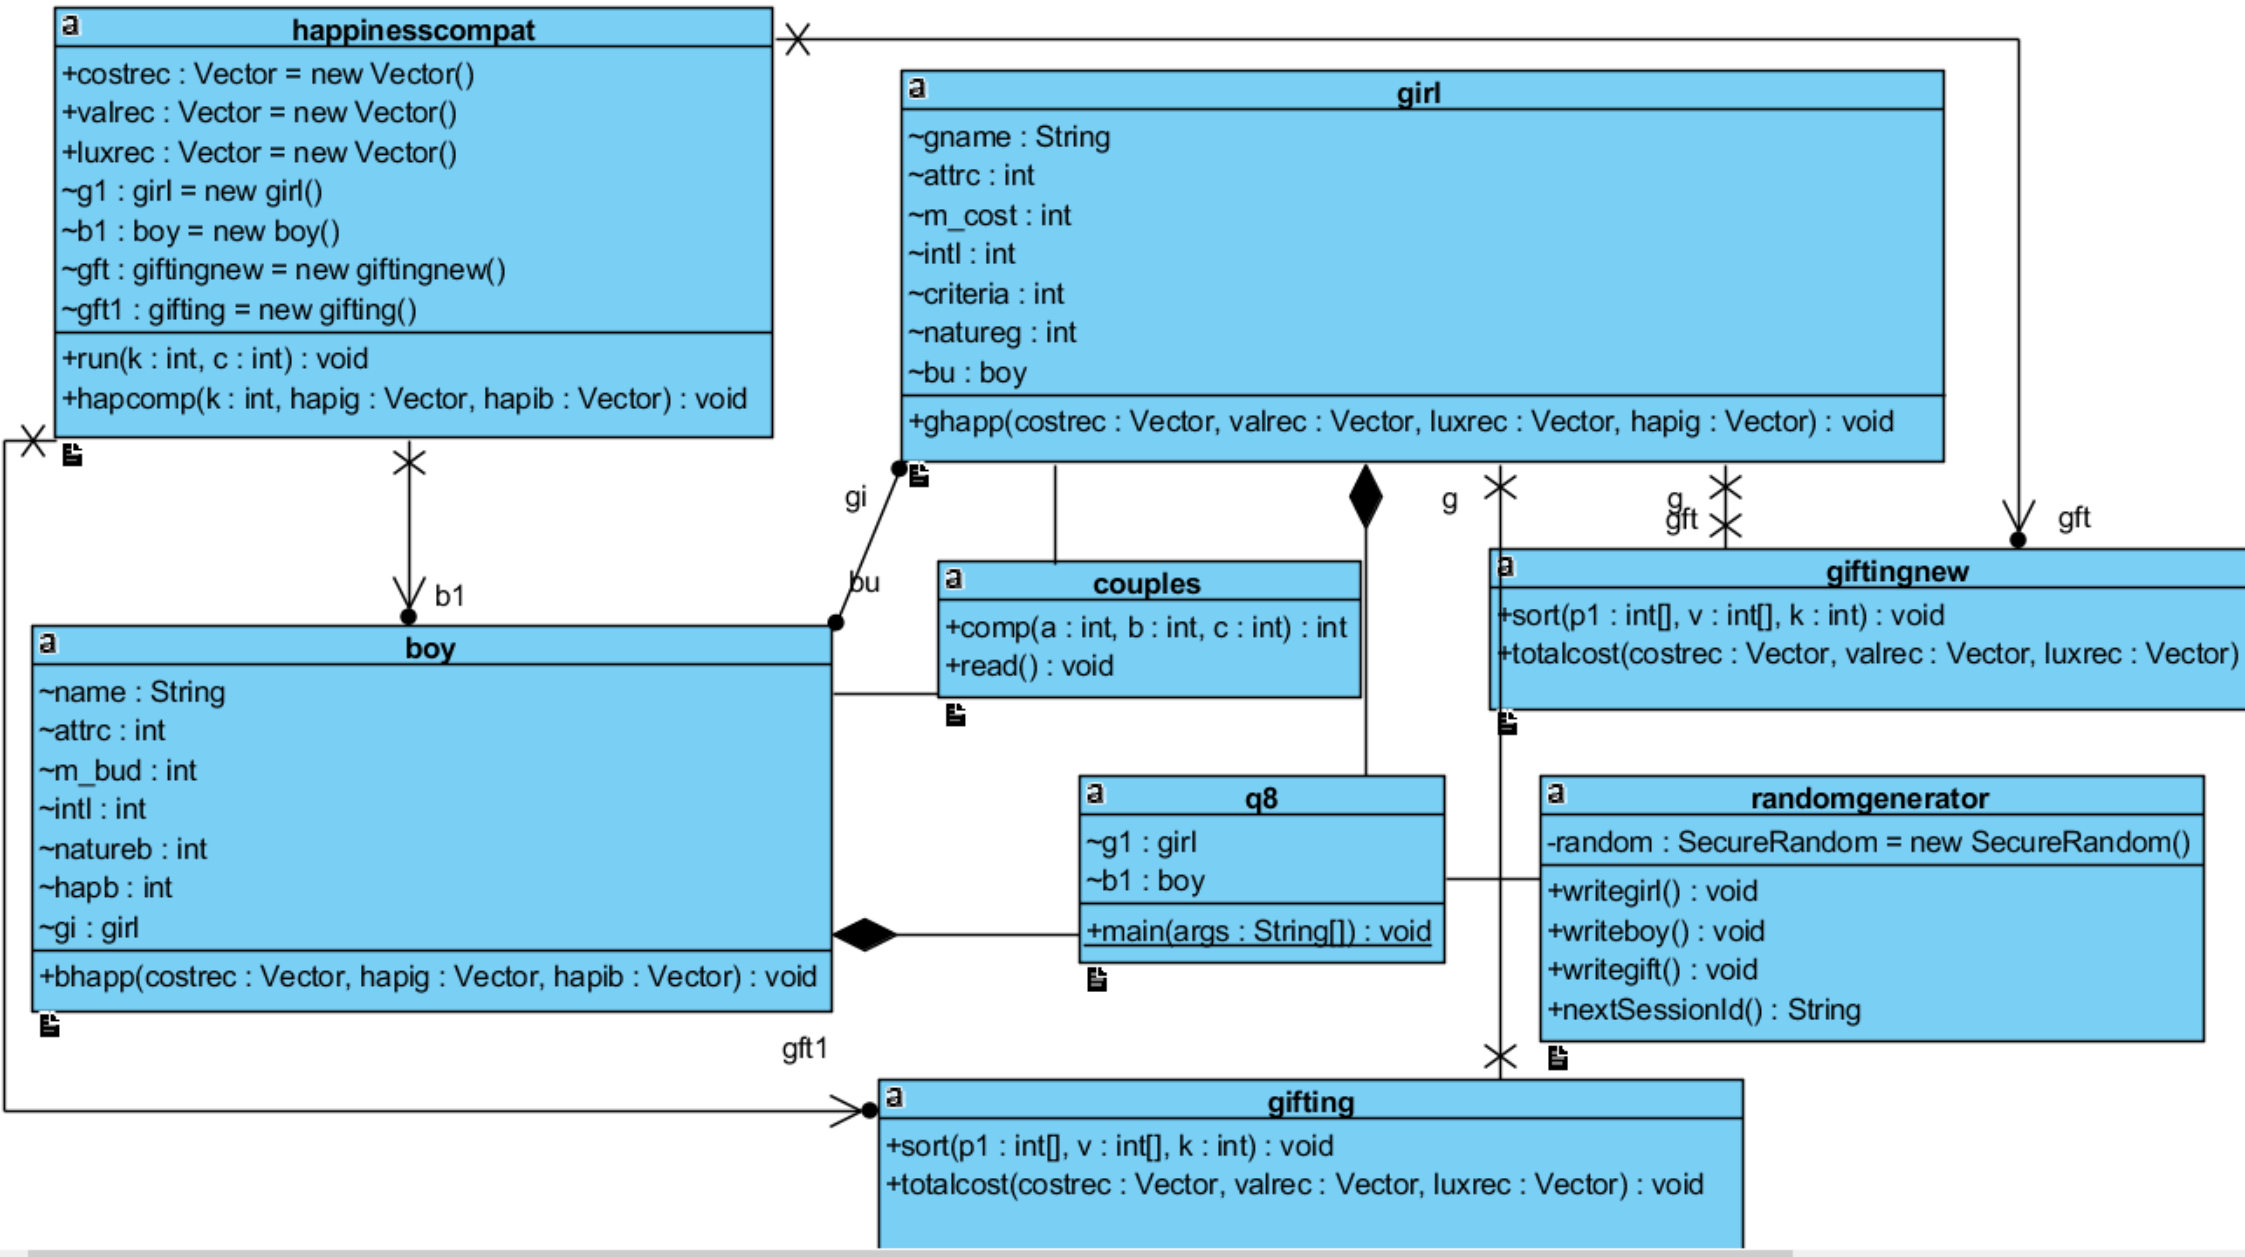 happinesscompat
+costrec : Vector = new Vector()
+valrec : Vector = new Vector()
+luxrec : Vector = new Vector()
~g1 : girl = new girl()
~b1 : boy = new boy()
~gft : giftingnew = new giftingnew()
~gft1 : gifting = new gifting()
+run(k : int, c : int) : void
+hapcomp(k : int, hapig : Vector, hapib : Vector) : void
girl
~gname : String
~attrc : int
~m_cost : int
~intl : int
~criteria : int
~natureg : int
~bu : boy
+ghapp(costrec : Vector, valrec : Vector, luxrec : Vector, hapig : Vector) : void
gi
bu
b1
g
g
gft
gft
boy
~name : String
~attrc : int
~m_bud : int
~intl : int
~natureb : int
~hapb : int
~gi : girl
+bhapp(costrec : Vector, hapig : Vector, hapib : Vector) : void
couples
+comp(a : int, b : int, c : int) : int
+read() : void
giftingnew
+sort(p1 : int[], v : int[], k : int) : void
+totalcost(costrec : Vector, valrec : Vector, luxrec : Vector)
q8
~g1 : girl
~b1 : boy
+main(args : String[]) : void
randomgenerator
-random : SecureRandom = new SecureRandom()
+writegirl() : void
+writeboy() : void
+writegift() : void
+nextSessionId() : String
gft1
gifting
+sort(p1 : int[], v : int[], k : int) : void
+totalcost(costrec : Vector, valrec : Vector, luxrec : Vector) : void